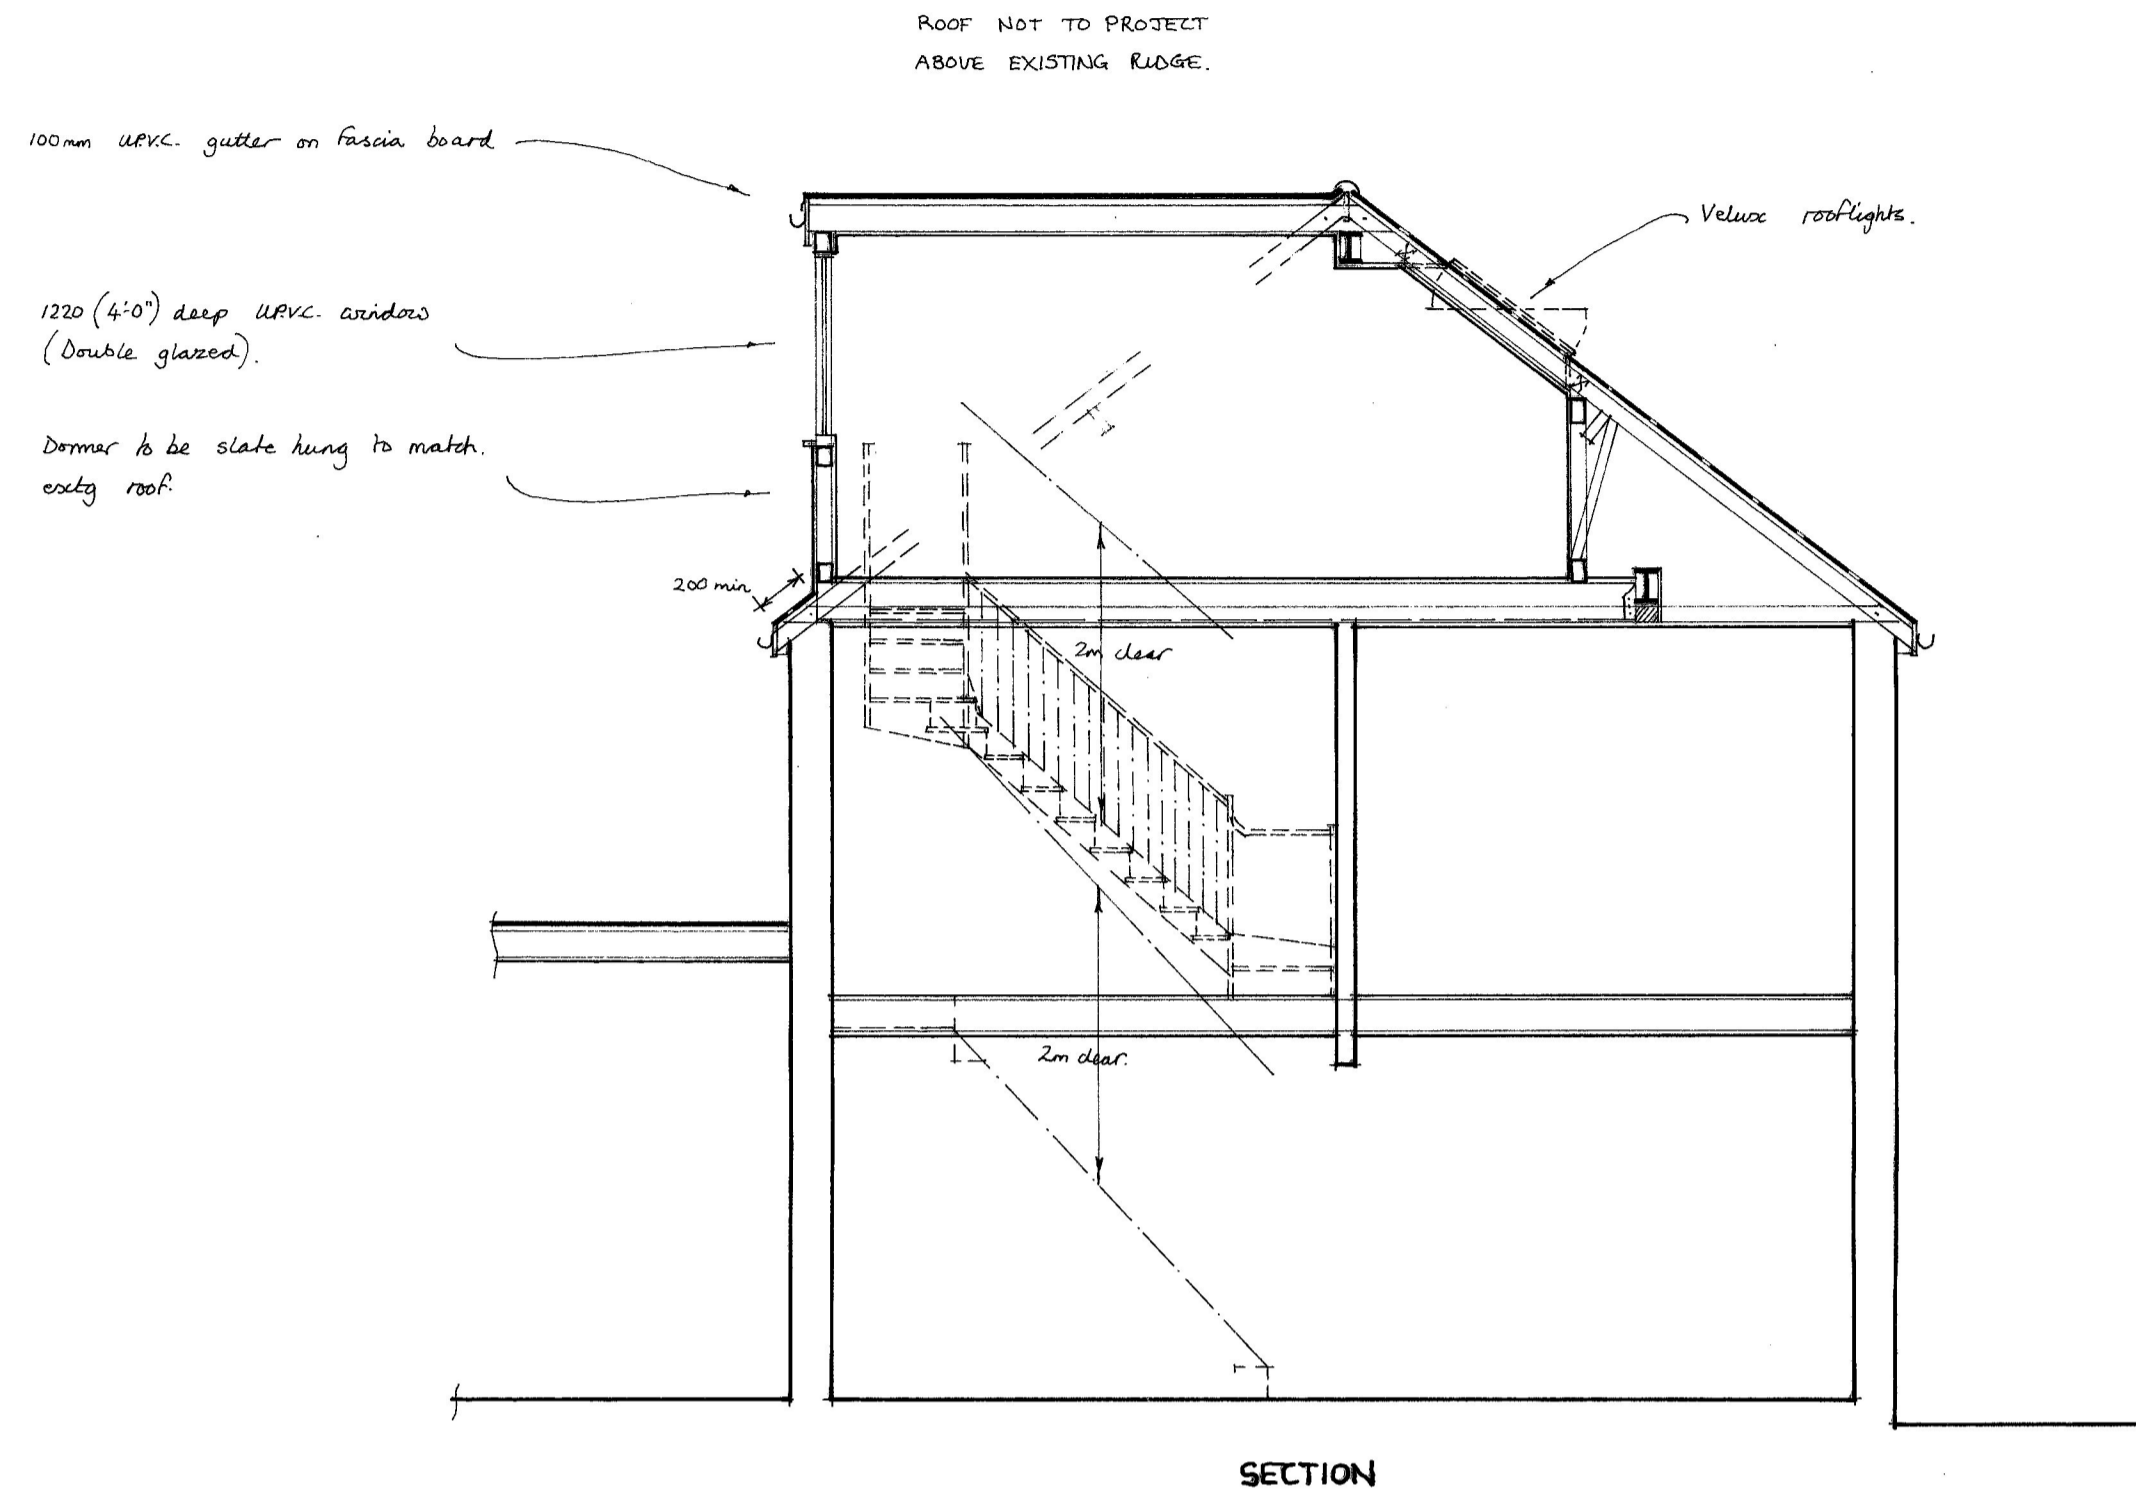 ROOF NOT TO PROJECT
ABOVE EXISTING RIDGE.
100mm U.P.V.C. gutter on fascia board
Velux rooflights.
1220 (4'-0") deep U.P.V.C. window
(Double glazed).
Dormer to be slate hung to match
exstg roof.
200 min
2m clear
2m clear.
SECTION